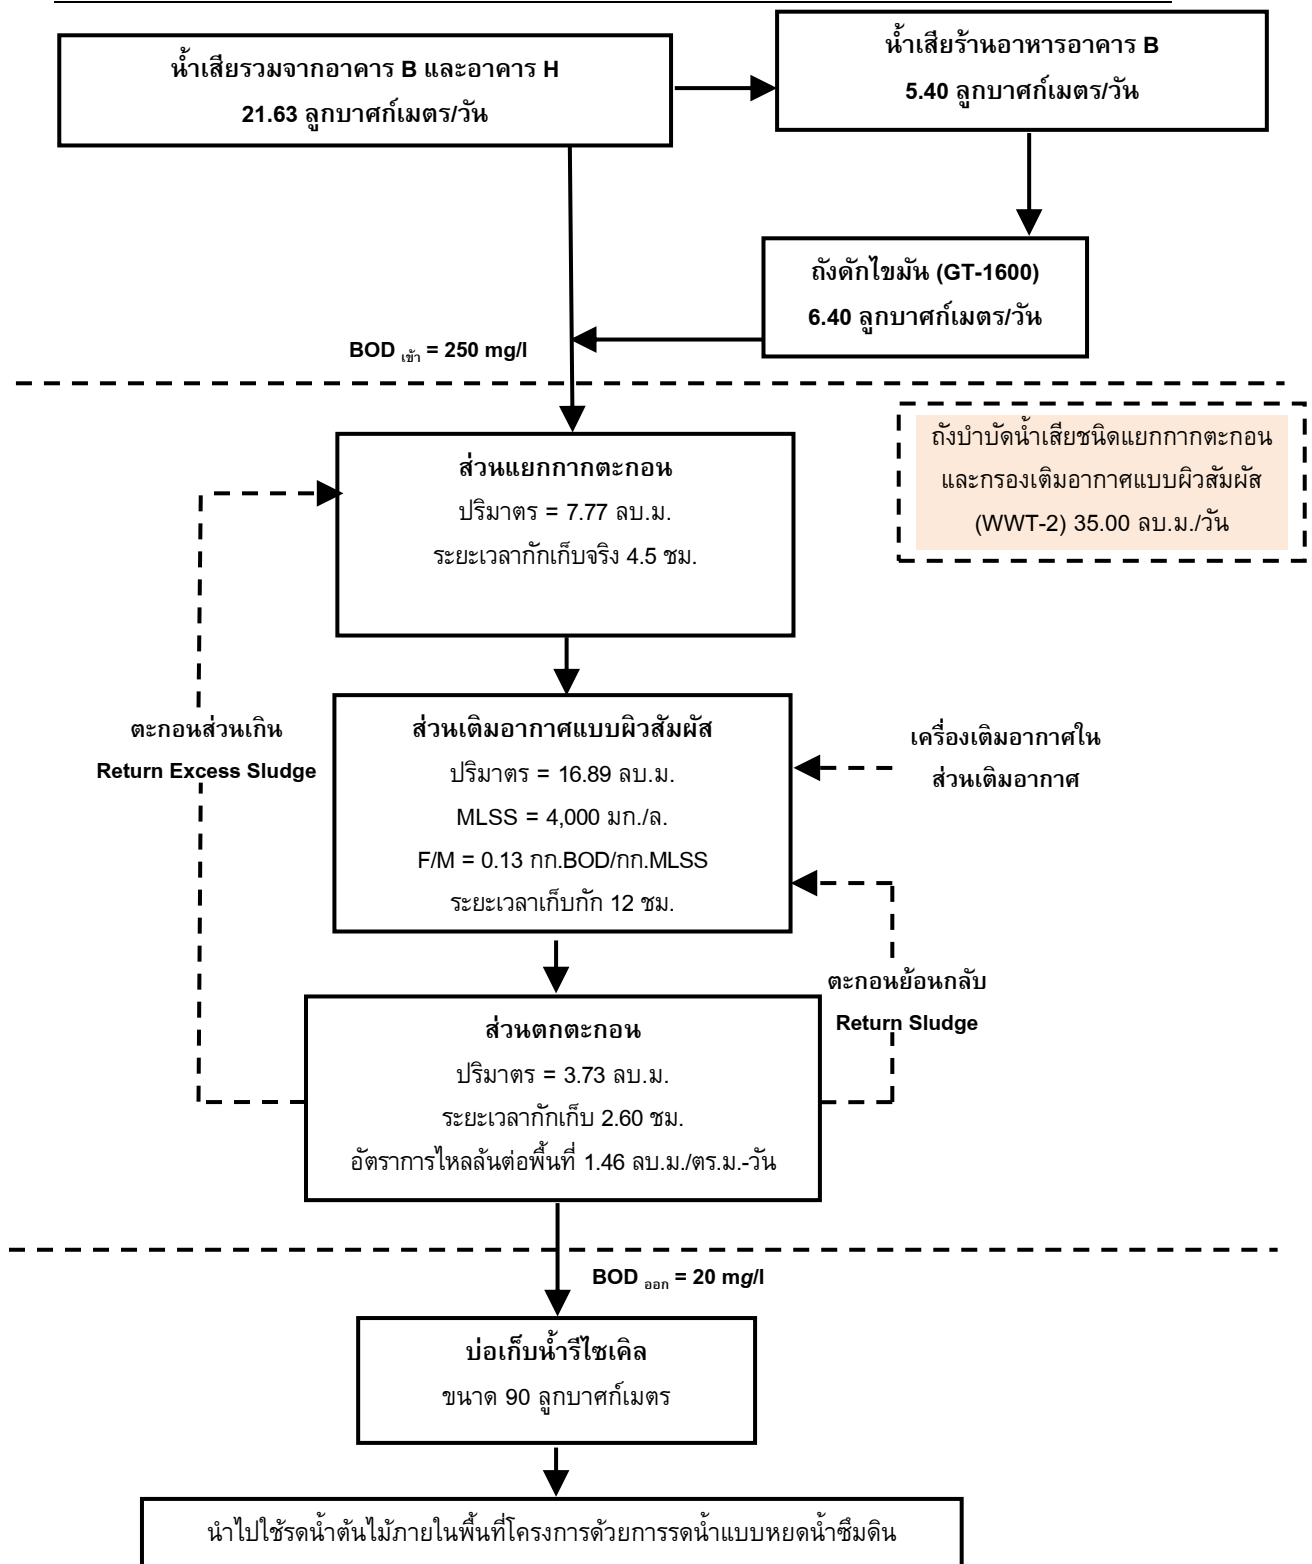 น้ำเสียรวมจากอาคาร B และอาคาร H
21.63 ลูกบาศก์เมตร/วัน
น้ำเสียร้านอาหารอาคาร B
5.40 ลูกบาศก์เมตร/วัน
ถังดักไขมัน (GT-1600)
6.40 ลูกบาศก์เมตร/วัน
BOD เข้า = 250 mg/l
ถังบำบัดน้ำเสียชนิดแยกกากตะกอน
และกรองเติมอากาศแบบผิวสัมผัส
(WWT-2) 35.00 ลบ.ม./วัน
ส่วนแยกกากตะกอน
ปริมาตร = 7.77 ลบ.ม.
ระยะเวลากักเก็บจริง 4.5 ชม.
ตะกอนส่วนเกิน
Return Excess Sludge
ส่วนเติมอากาศแบบผิวสัมผัส
ปริมาตร = 16.89 ลบ.ม.
MLSS = 4,000 มก./ล.
F/M = 0.13 กก.BOD/กก.MLSS
ระยะเวลาเก็บกัก 12 ชม.
เครื่องเติมอากาศใน
ส่วนเติมอากาศ
ตะกอนย้อนกลับ
Return Sludge
ส่วนตกตะกอน
ปริมาตร = 3.73 ลบ.ม.
ระยะเวลากักเก็บ 2.60 ชม.
อัตราการไหลล้นต่อพื้นที่ 1.46 ลบ.ม./ตร.ม.-วัน
BOD ออก = 20 mg/l
บ่อเก็บน้ำรีไซเคิล
ขนาด 90 ลูกบาศก์เมตร
นำไปใช้รดน้ำต้นไม้ภายในพื้นที่โครงการด้วยการรดน้ำแบบหยดน้ำซึมดิน